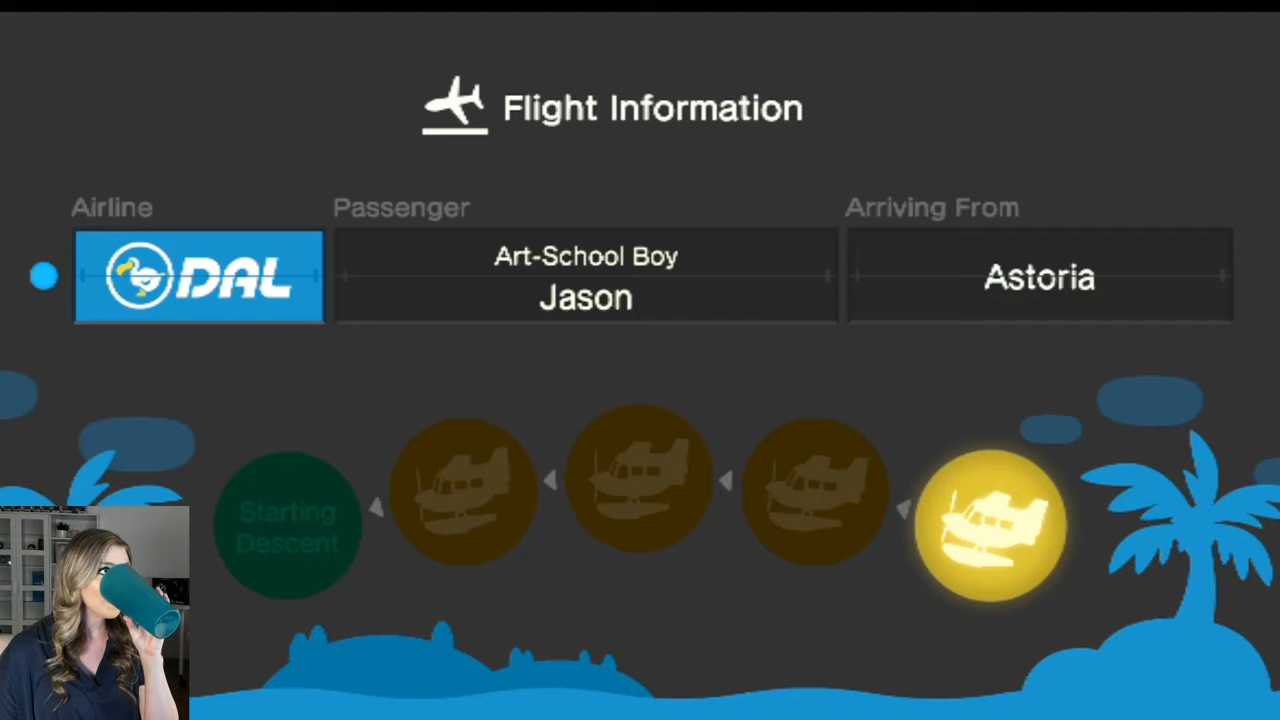 Flight Information
Airline
Passenger
Arriving From
DAL
Art-School Boy
Jason
Astoria
Starting
Descent